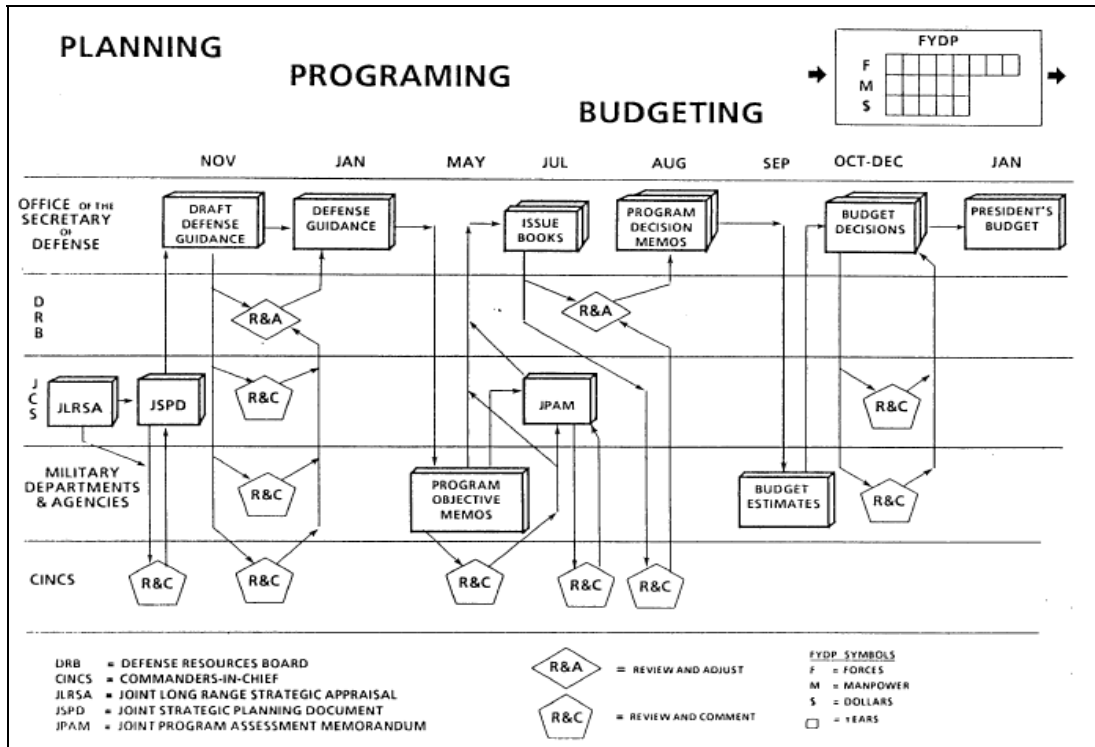 PLANNING
PROGRAMING
BUDGETING
FYDP
F
M
$
NOV
JAN
MAY
JUL
AUG
SEP
OCT-DEC
JAN
OFFICE OF THE
SECRETARY
OF
DEFENSE
DRAFT
DEFENSE
GUIDANCE
DEFENSE
GUIDANCE
ISSUE
BOOKS
PROGRAM
DECISION
MEMOS
BUDGET
DECISIONS
PRESIDENT'S
BUDGET
D
R
B
R&A
R&A
J
C
S
JLRSA
JSPD
R&C
JPAM
R&C
MILITARY
DEPARTMENTS
& AGENCIES
R&C
PROGRAM
OBJECTIVE
MEMOS
BUDGET
ESTIMATES
R&C
CINCS
R&C
R&C
R&C
R&C
R&C
DRB = DEFENSE RESOURCES BOARD
CINCS = COMMANDERS-IN-CHIEF
JLRSA = JOINT LONG RANGE STRATEGIC APPRAISAL
JSPD = JOINT STRATEGIC PLANNING DOCUMENT
JPAM = JOINT PROGRAM ASSESSMENT MEMORANDUM
R&A = REVIEW AND ADJUST
R&C = REVIEW AND COMMENT
FYDP SYMBOLS
F = FORCES
M = MANPOWER
$ = DOLLARS
= YEARS